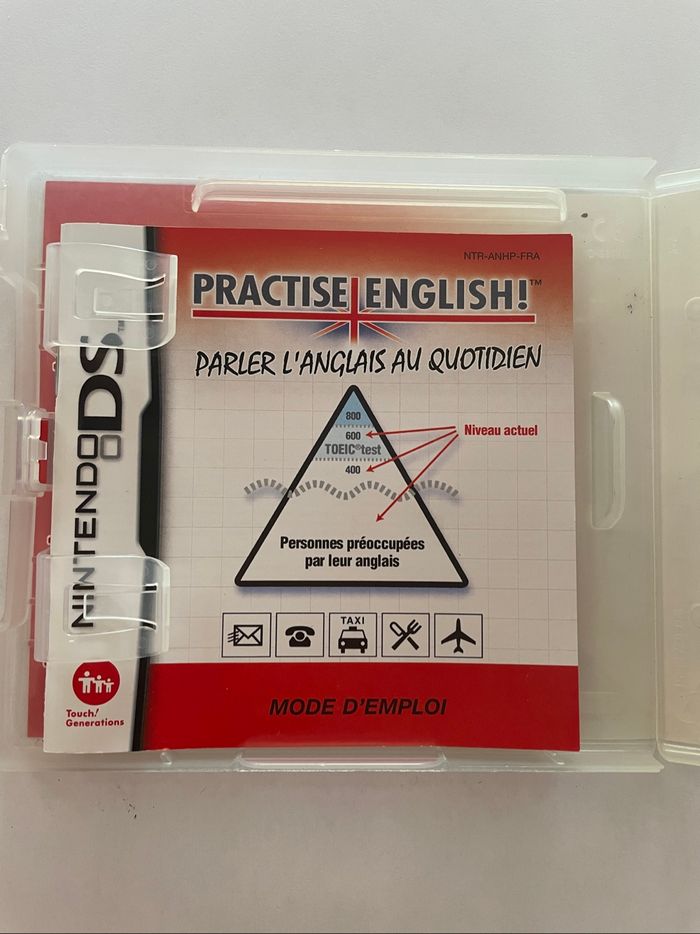 NTR-ANHP-FRA
PRACTISE ENGLISH!™
PARLER L'ANGLAIS AU QUOTIDIEN
800
600
TOEIC®test
400
Niveau actuel
Personnes préoccupées
par leur anglais
TAXI
MODE D'EMPLOI
NINTENDO DS™
Touch!
Generations